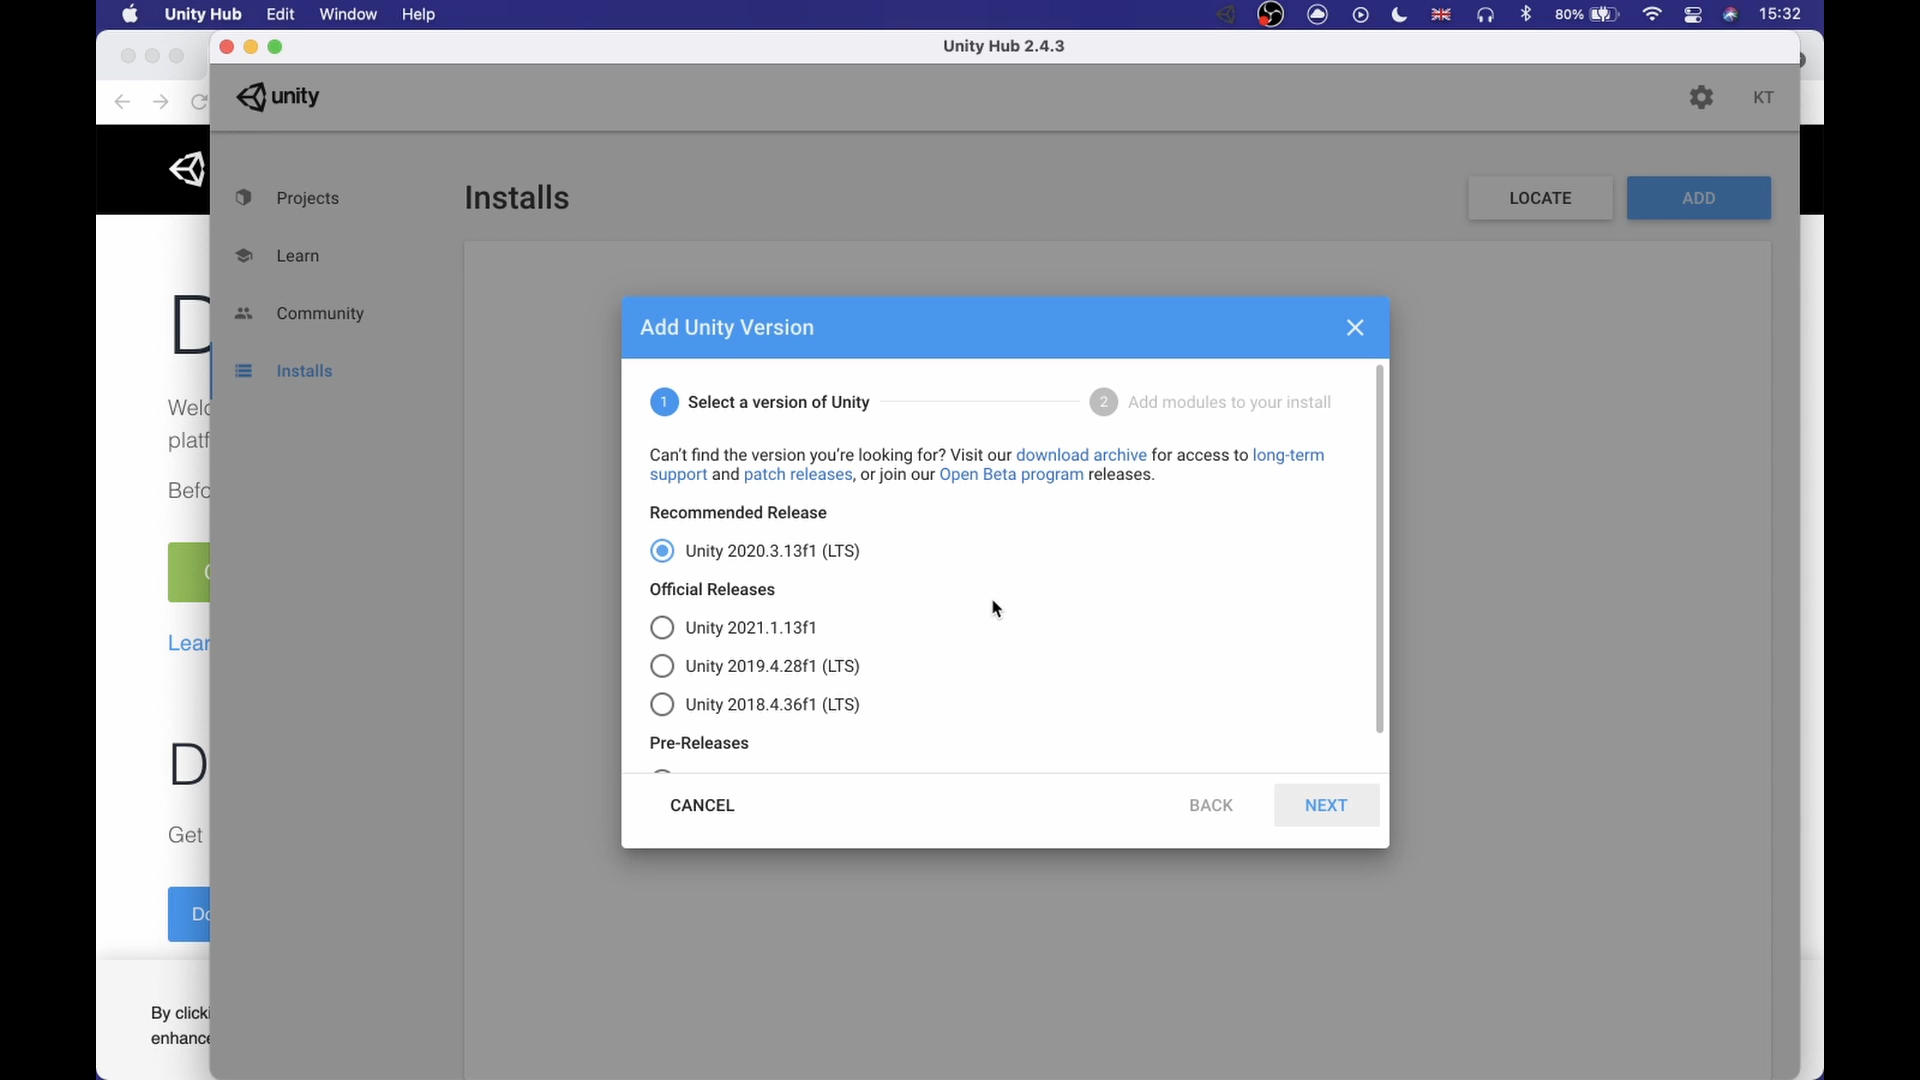 Unity Hub Edit Window Help
80% 15:32
Unity Hub 2.4.3
unity
KT
Projects
Learn
Community
Installs
Installs
LOCATE
ADD
Add Unity Version
1 Select a version of Unity
2 Add modules to your install
Can't find the version you're looking for? Visit our download archive for access to long-term
support and patch releases, or join our Open Beta program releases.
Recommended Release
Unity 2020.3.13f1 (LTS)
Official Releases
Unity 2021.1.13f1
Unity 2019.4.28f1 (LTS)
Unity 2018.4.36f1 (LTS)
Pre-Releases
CANCEL
BACK
NEXT
D
Welc
platf
Befo
Lear
D
Get
Do
By clicki
enhance